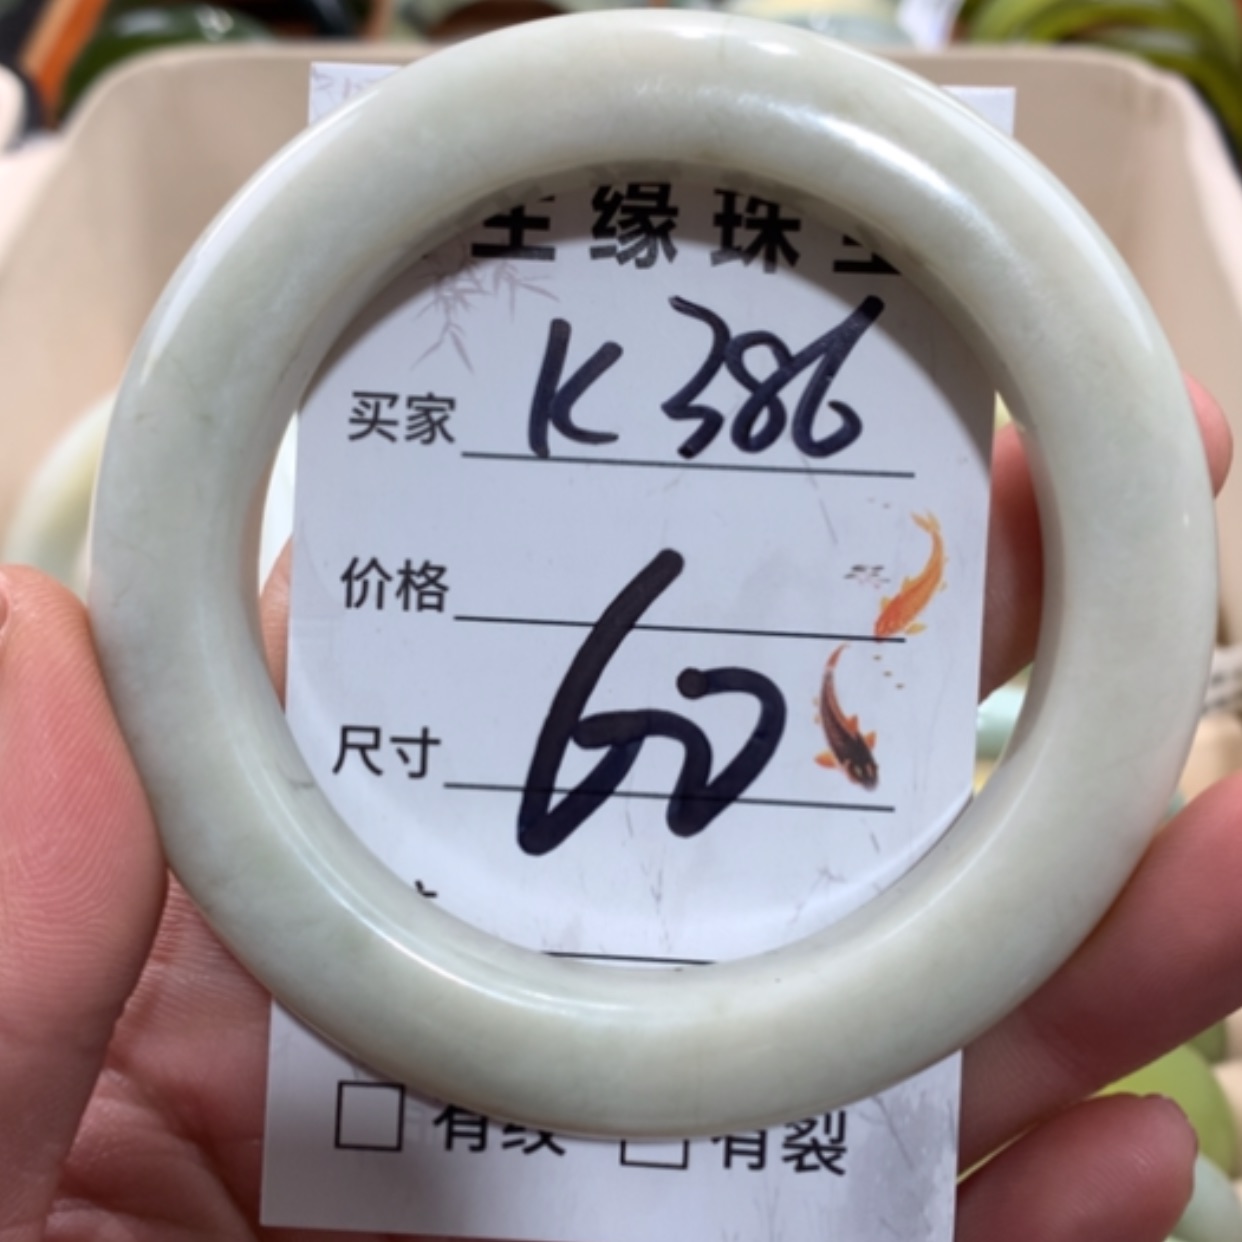 缘珠
买家 K386
价格
尺寸 60
有纹 有裂